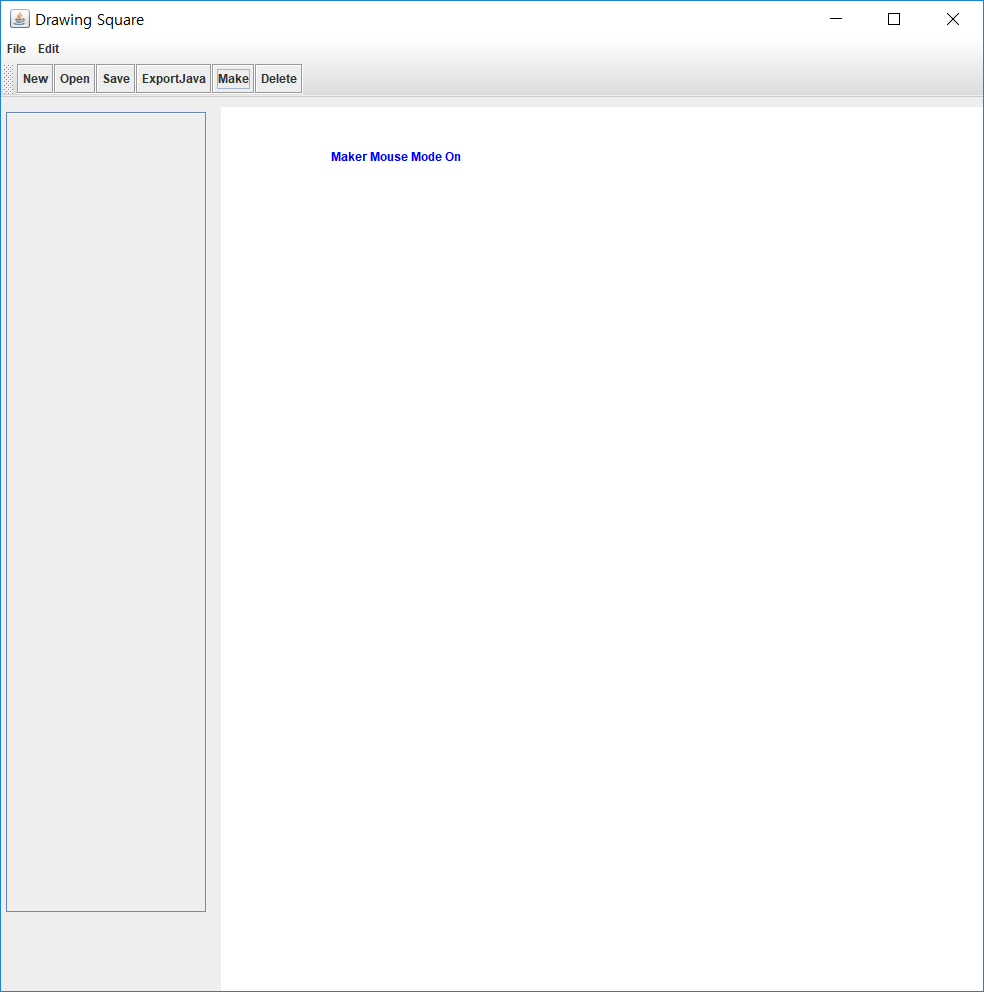 Drawing Square
File Edit
New Open Save ExportJava Make Delete
Maker Mouse Mode On